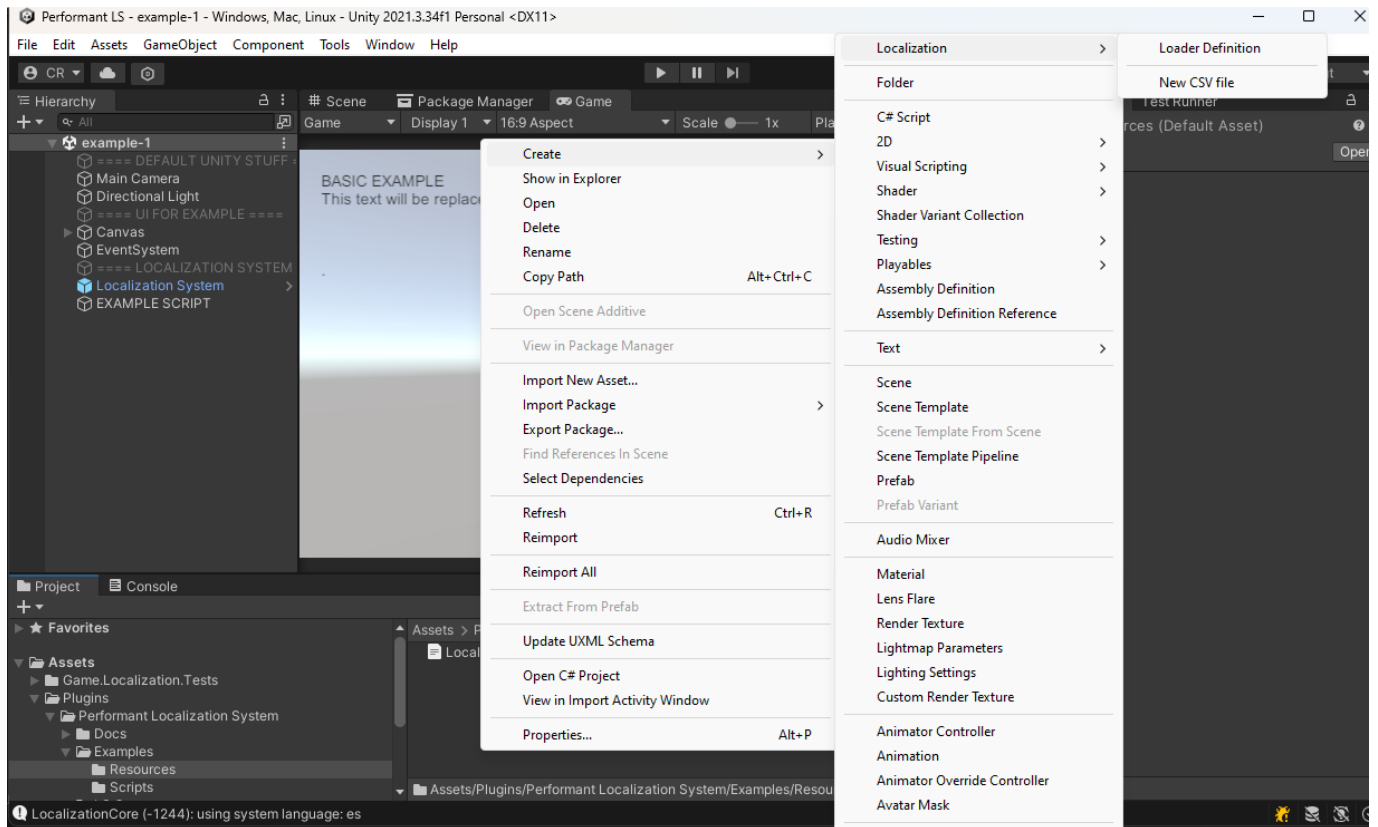 Performant LS - example-1 - Windows, Mac, Linux - Unity 2021.3.34f1 Personal <DX11>
File Edit Assets GameObject Component Tools Window Help
CR
Hierarchy
All
example-1
==== DEFAULT UNITY STUFF =
Main Camera
Directional Light
==== UI FOR EXAMPLE ====
Canvas
EventSystem
==== LOCALIZATION SYSTEM
Localization System
EXAMPLE SCRIPT
Scene Package Manager Game
Game Display 1 16:9 Aspect Scale 1x
BASIC EXAMPLE
This text will be
Create
Show in Explorer
Open
Delete
Rename
Copy Path Alt+Ctrl+C
Open Scene Additive
View in Package Manager
Import New Asset...
Import Package
Export Package...
Find References In Scene
Select Dependencies
Refresh Ctrl+R
Reimport
Reimport All
Extract From Prefab
Update UXML Schema
Open C# Project
View in Import Activity Window
Properties... Alt+P
Localization
Folder
C# Script
2D
Visual Scripting
Shader
Shader Variant Collection
Testing
Playables
Assembly Definition
Assembly Definition Reference
Text
Scene
Scene Template
Scene Template From Scene
Scene Template Pipeline
Prefab
Prefab Variant
Audio Mixer
Material
Lens Flare
Render Texture
Lightmap Parameters
Lighting Settings
Custom Render Texture
Animator Controller
Animation
Animator Override Controller
Avatar Mask
Loader Definition
New CSV file
Test Runner
rces (Default Asset)
Open
Project Console
Favorites
Assets
Game.Localization.Tests
Plugins
Performant Localization System
Docs
Examples
Resources
Scripts
Assets > P
Local
Assets/Plugins/Performant Localization System/Examples/Resou
LocalizationCore (-1244): using system language: es